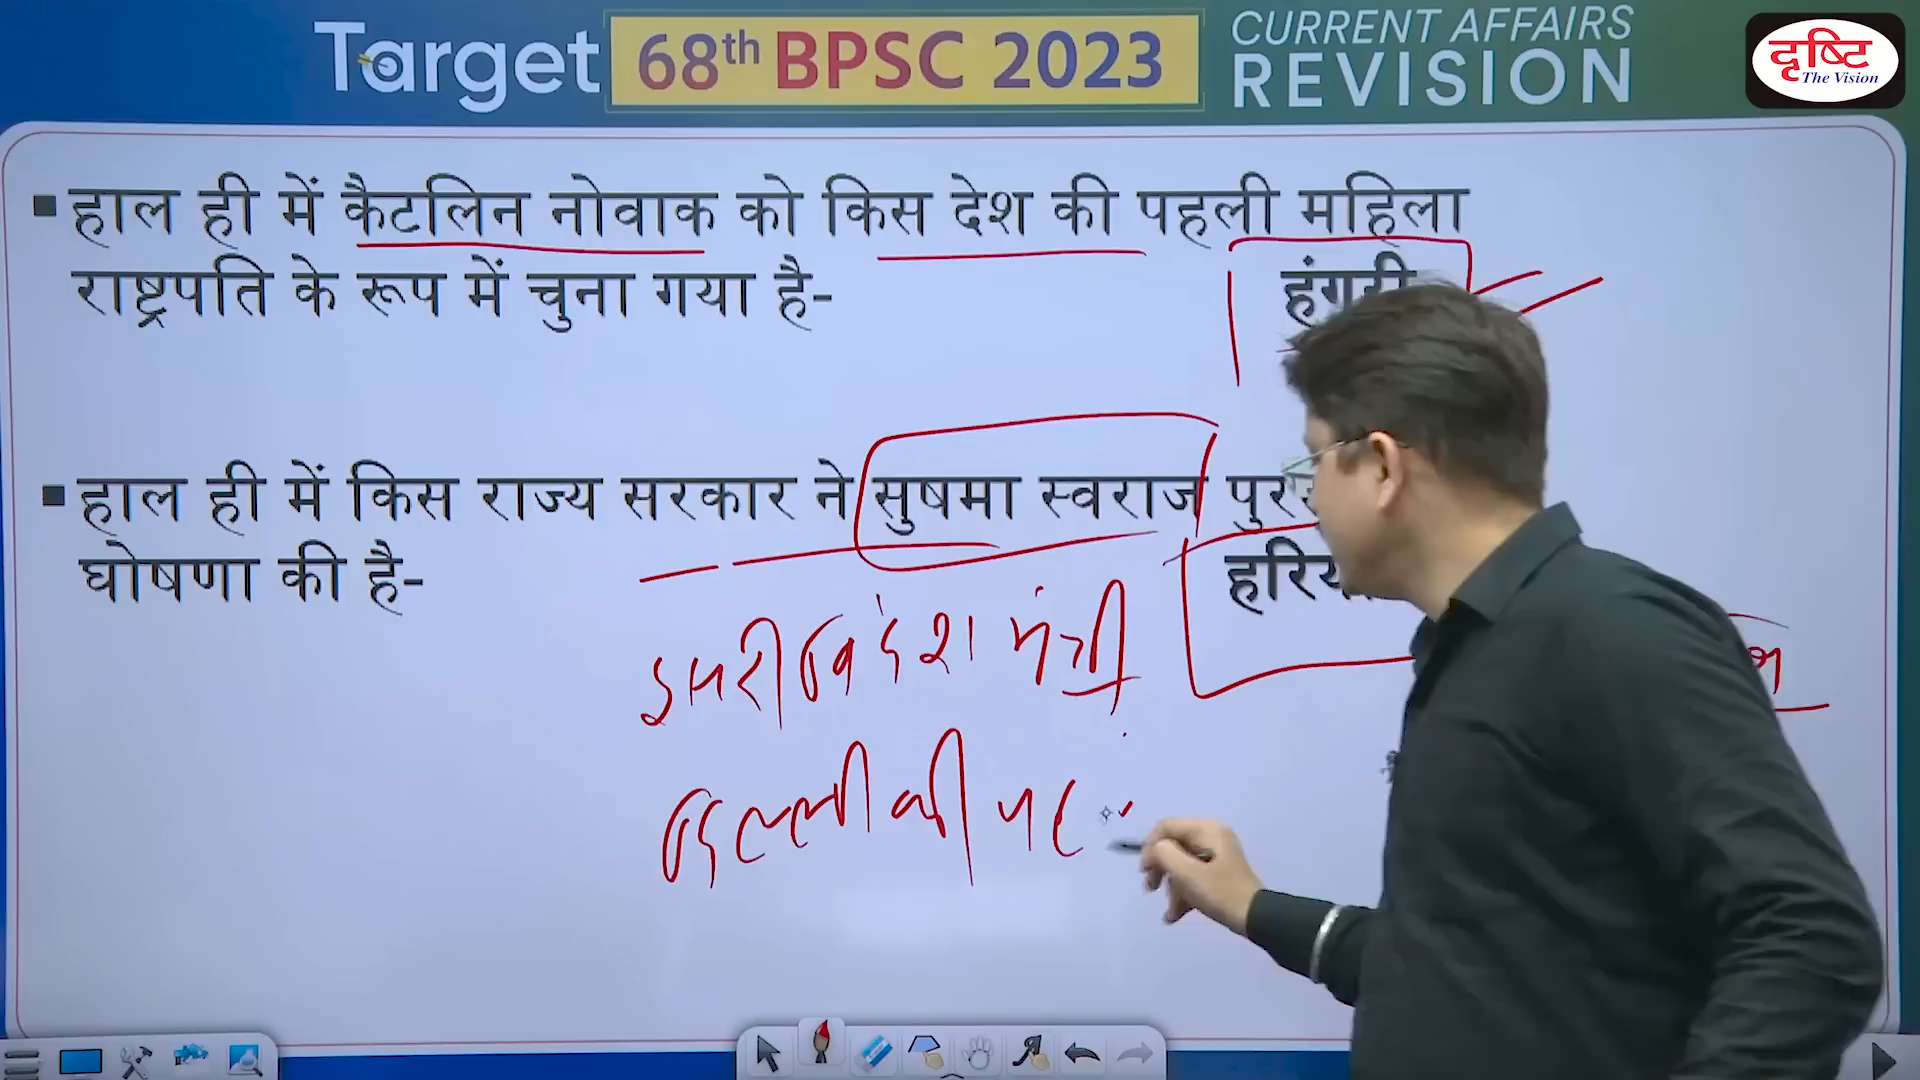 Target 68th BPSC 2023 CURRENT AFFAIRS REVISION
दृष्टि
The Vision
▪ हाल ही में कैटलिन नोवाक को किस देश की पहली महिला
राष्ट्रपति के रूप में चुना गया है-
▪ हाल ही में किस राज्य सरकार ने सुषमा स्वराज
घोषणा की है-
विदेश मंत्री
दिल्ली की